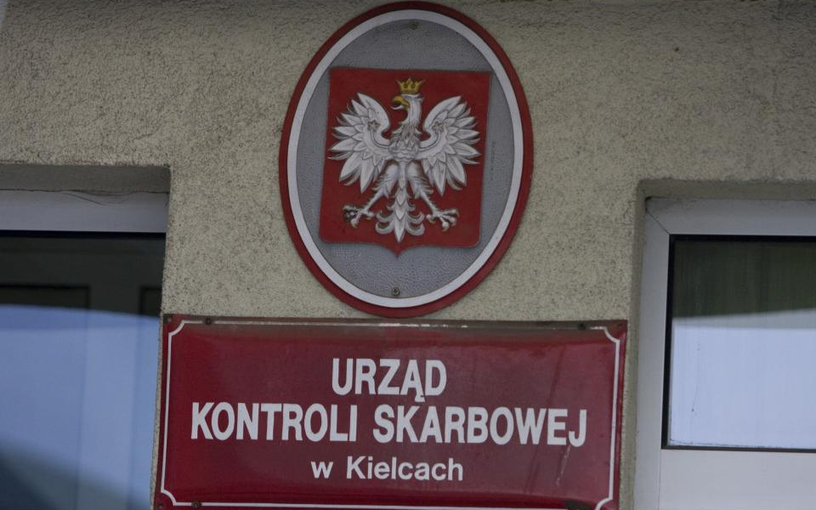 URZĄD
KONTROLI SKARBOWEJ
w Kielcach